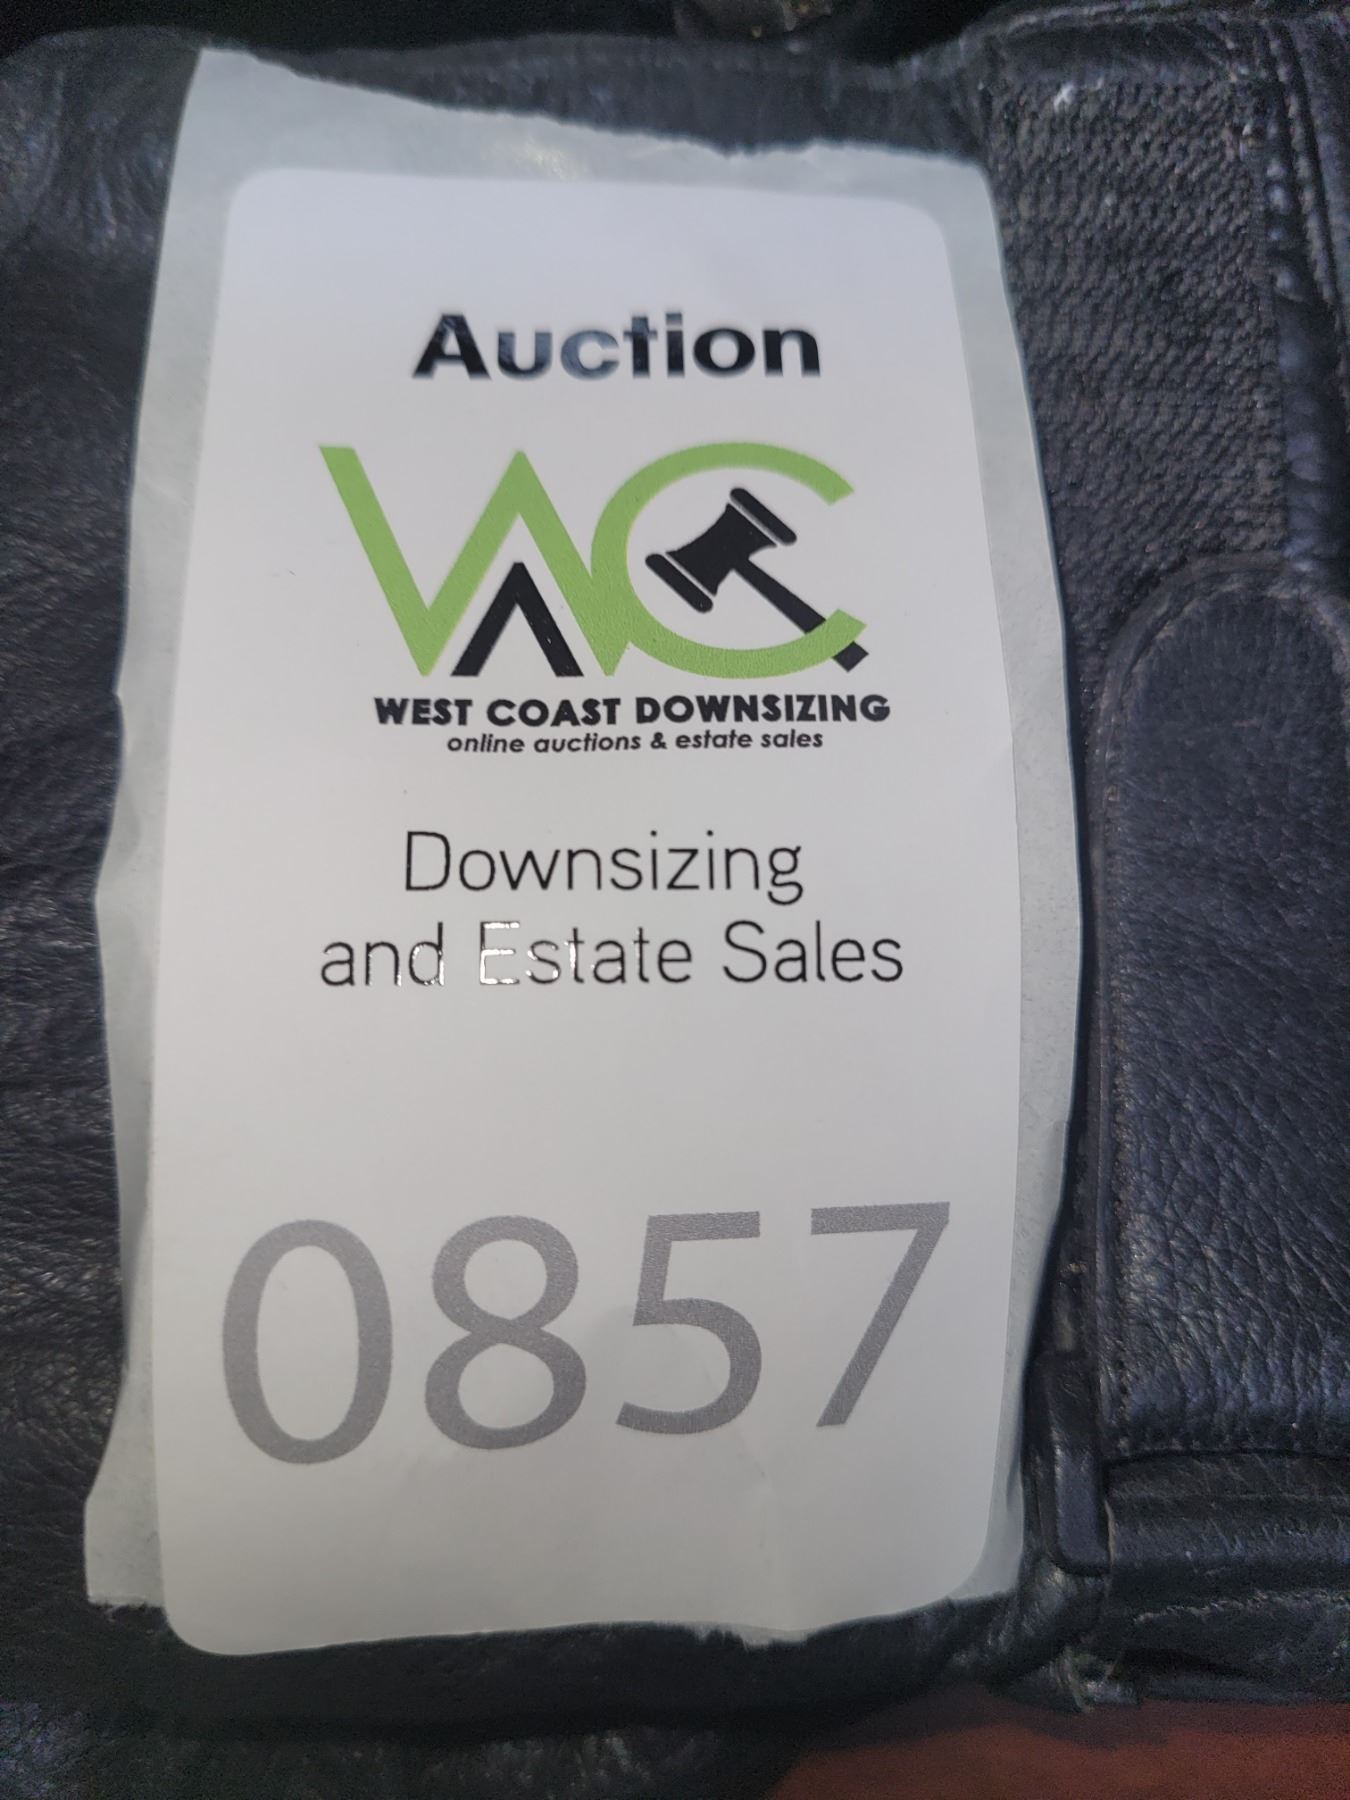 Auction
WAC
WEST COAST DOWNSIZING
online auctions & estate sales
Downsizing
and Estate Sales
0857